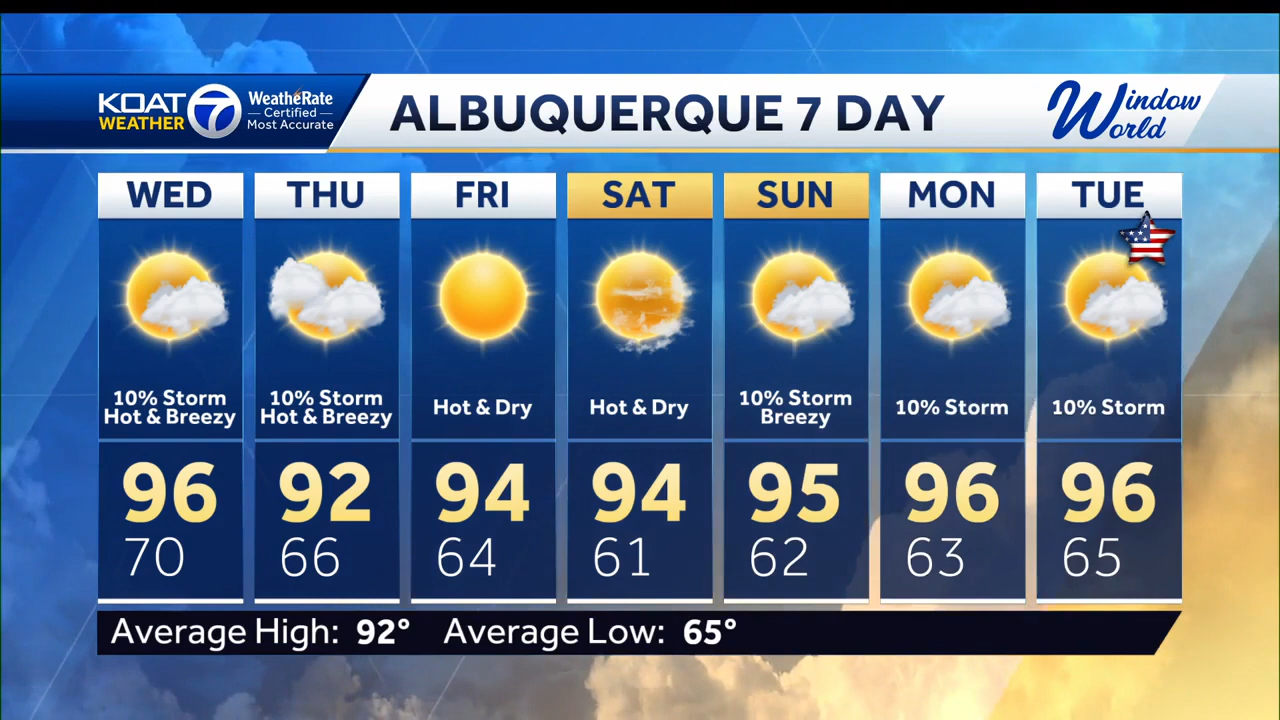 KOAT
WEATHER
7
WeatheRate
Certified
Most Accurate
ALBUQUERQUE 7 DAY
Window
World
WED THU FRI SAT SUN MON TUE
10% Storm
Hot & Breezy
10% Storm
Hot & Breezy
Hot & Dry
Hot & Dry
10% Storm
Breezy
10% Storm
10% Storm
96 92 94 94 95 96 96
70 66 64 61 62 63 65
Average High: 92° Average Low: 65°